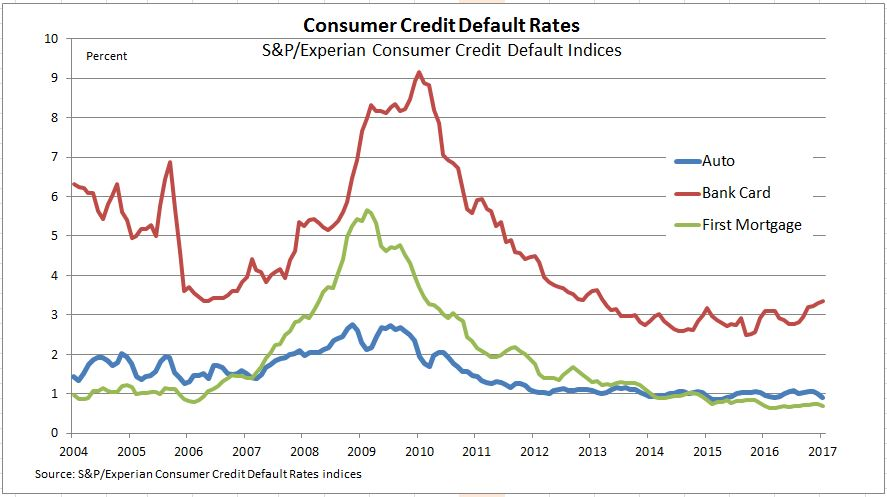 Consumer Credit Default Rates
S&P/Experian Consumer Credit Default Indices
Percent
10
9
8
7
6
5
4
3
2
1
0
Auto
Bank Card
First Mortgage
2004 2005 2006 2007 2008 2009 2010 2011 2012 2013 2014 2015 2016 2017
Source: S&P/Experian Consumer Credit Default Rates indices